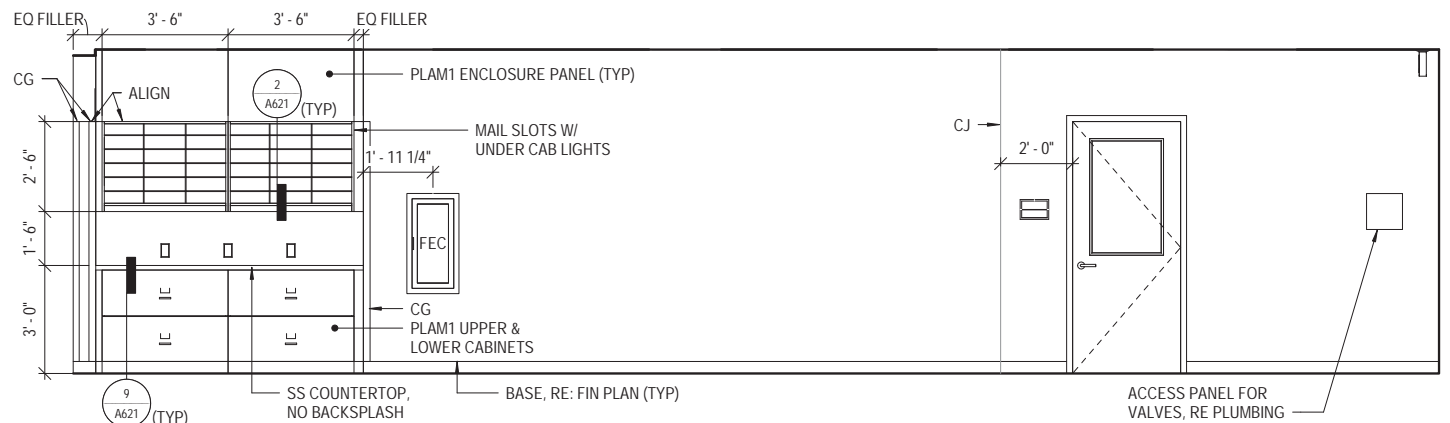 EQ FILLER
3' - 6"
3' - 6"
EQ FILLER
CG
ALIGN
2
A621
(TYP)
PLAM1 ENCLOSURE PANEL (TYP)
MAIL SLOTS W/
UNDER CAB LIGHTS
1' - 11 1/4"
CJ
2' - 0"
2' - 6"
1' - 6"
3' - 0"
FEC
CG
PLAM1 UPPER &
LOWER CABINETS
9
A621
(TYP)
SS COUNTERTOP,
NO BACKSPLASH
BASE, RE: FIN PLAN (TYP)
ACCESS PANEL FOR
VALVES, RE PLUMBING